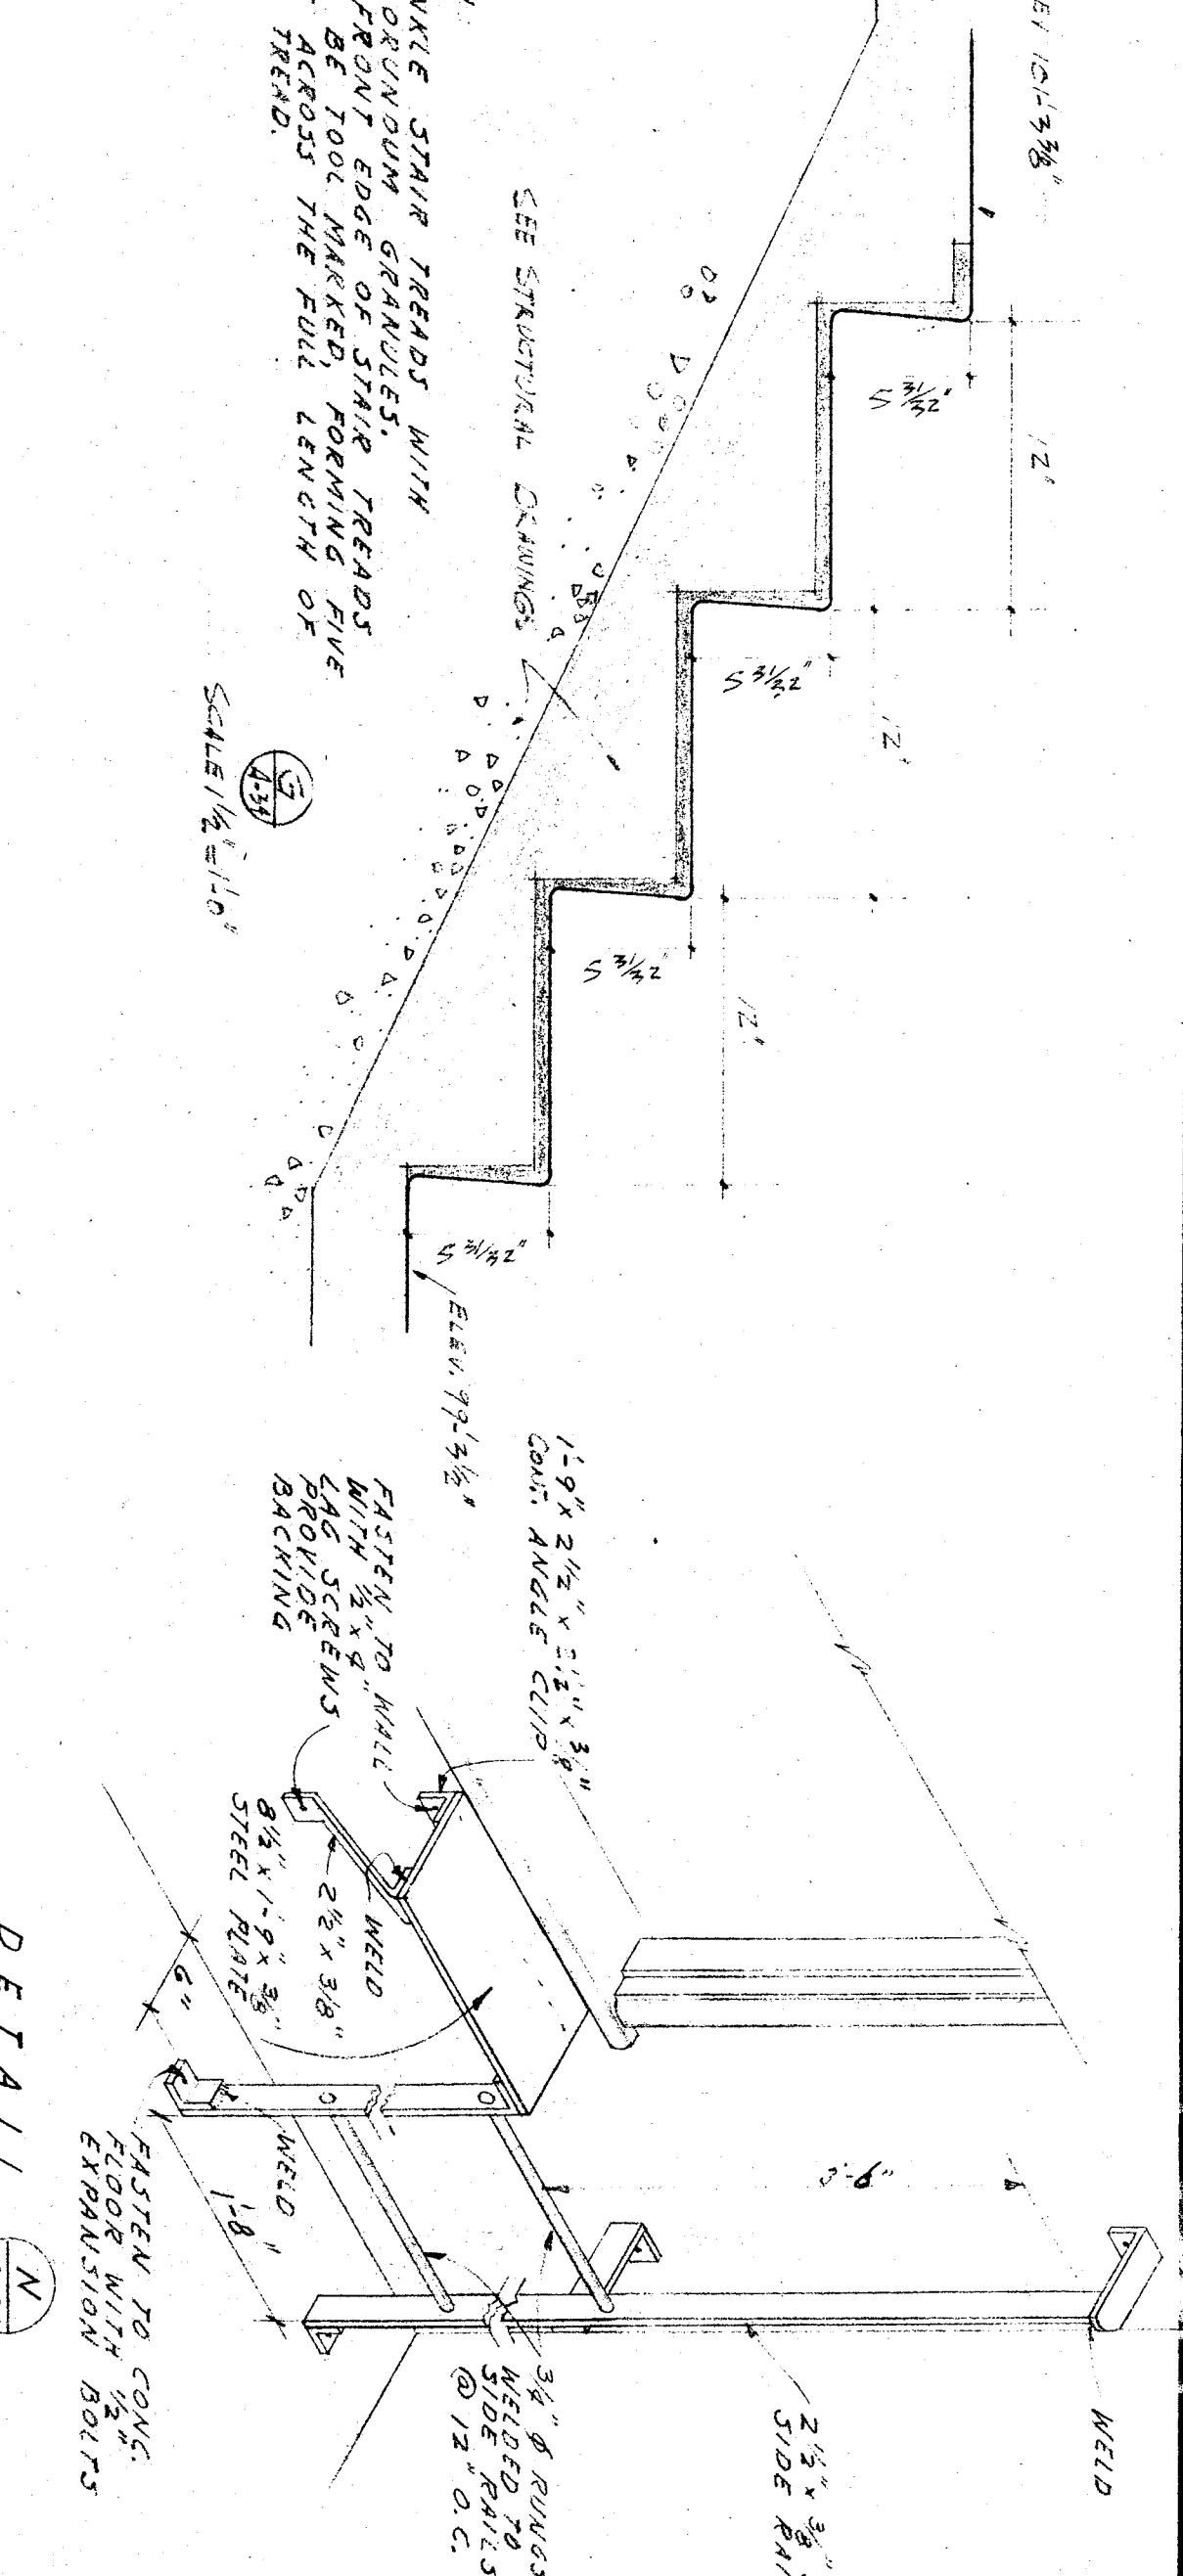 101'-3 3/8"
STAIR TREADS WITH
GRANULES.
FRONT EDGE OF STAIR TREADS
BE TOOL MARKED, FORMING FIVE
ACROSS THE FULL LENGTH OF
TREAD.
SEE STRUCTURAL DRAWINGS
12"
12"
12"
5 31/32"
5 31/32"
5 31/32"
5 31/32"
ELEV. 99'-3 1/2"
G
A-34
SCALE 1 1/2" = 1'-0"
1'-9" x 2 1/2" x 2 1/2" x 3/8"
CONT. ANGLE CLIP
FASTEN TO WALL
WITH 1/2" x 4"
LAG SCREWS
PROVIDE
BACKING
WELD
2 1/2" x 3/8"
8 1/2" x 1'-9" x 3/8"
STEEL PLATE
6"
WELD
1'-8"
FASTEN TO CONC.
FLOOR WITH 1/2"
EXPANSION BOLTS
3/4" ø RUNGS
WELDED TO
SIDE RAILS
@ 12" O.C.
2 1/2" x 3/8"
SIDE
WELD
DETAIL
N